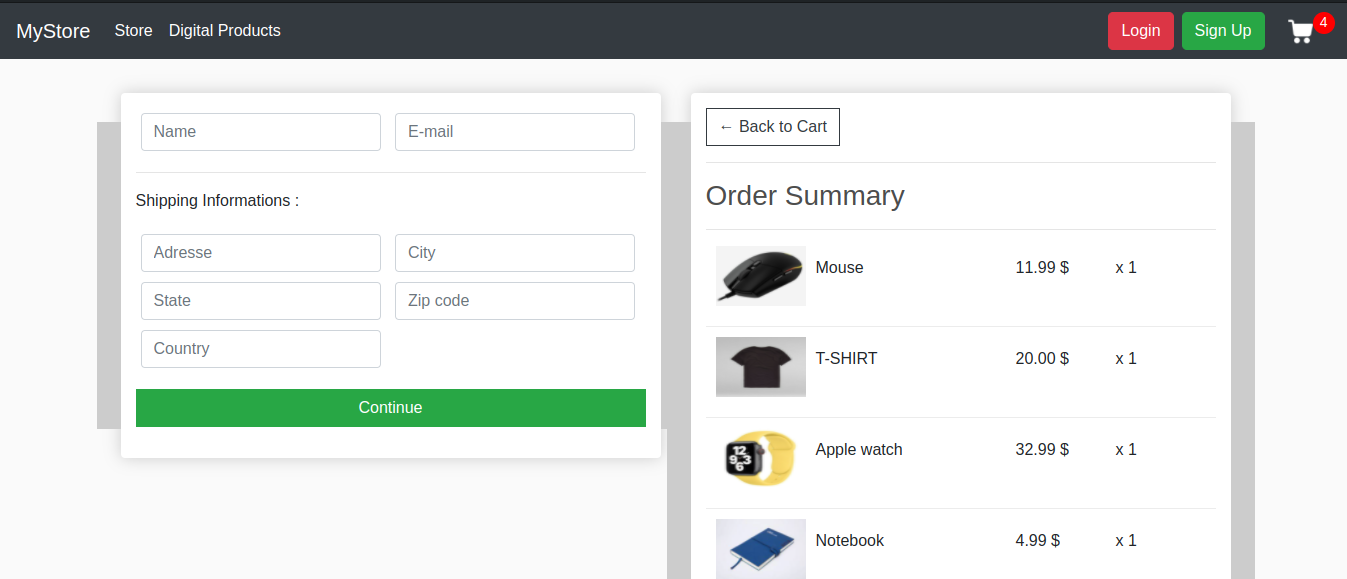 MyStore Store Digital Products Login Sign Up 4
Name E-mail
Shipping Informations :
Adresse City
State Zip code
Country
Continue
← Back to Cart
Order Summary
Mouse 11.99 $ x 1
T-SHIRT 20.00 $ x 1
Apple watch 32.99 $ x 1
Notebook 4.99 $ x 1